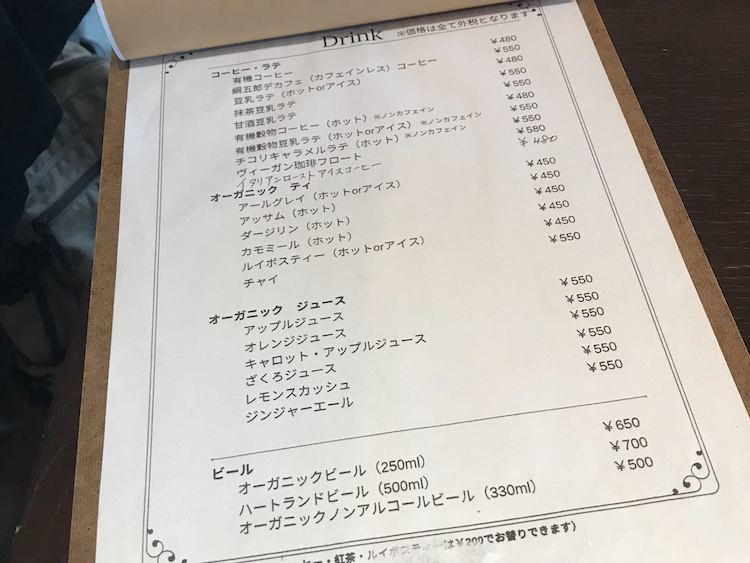 Drink ※価格は全て外税となります
コーヒー・ラテ
有機コーヒー ￥480
綱五郎デカフェ（カフェインレス）コーヒー ￥550
豆乳ラテ（ホットorアイス） ￥550
抹茶豆乳ラテ ￥550
甘酒豆乳ラテ ￥550
有機穀物コーヒー（ホット）※ノンカフェイン ￥480
有機穀物豆乳ラテ（ホットorアイス）※ノンカフェイン ￥550
チコリキャラメルラテ（ホット）※ノンカフェイン ￥550
ヴィーガン珈琲フロート ￥580
イタリアンロースト アイスコーヒー ￥480
オーガニック ティ
アールグレイ（ホットorアイス） ￥450
アッサム（ホット） ￥450
ダージリン（ホット） ￥450
カモミール（ホット） ￥450
ルイボスティー（ホットorアイス） ￥450
チャイ ￥550
オーガニック ジュース
アップルジュース ￥550
オレンジジュース ￥550
キャロット・アップルジュース ￥550
ざくろジュース ￥550
レモンスカッシュ ￥550
ジンジャーエール ￥550
ビール
オーガニックビール（250ml） ￥650
ハートランドビール（500ml） ￥700
オーガニックノンアルコールビール（330ml） ￥500
ー・紅茶・ルイボスティーは￥200でお替りできます）